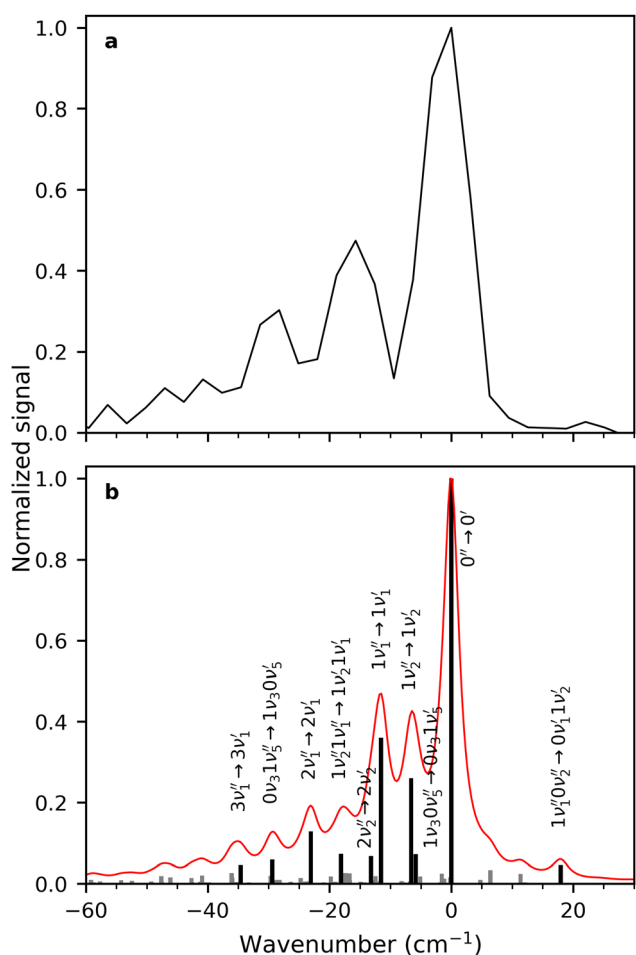 a
1.0
0.8
0.6
0.4
0.2
0.0
Normalized signal
b
1.0
0.8
0.6
0.4
0.2
0.0
3ν₁″→3ν₁′
0ν₃1ν₅″→1ν₃0ν₅′
2ν₁″→2ν₁′
1ν₂″1ν₁″→1ν₂′1ν₁′
2ν₂″→2ν₂′
1ν₁″→1ν₁′
1ν₂″→1ν₂′
1ν₃0ν₅″→0ν₃1ν₅′
0″→0′
1ν₁″0ν₂″→0ν₁′1ν₂′
−60 −40 −20 0 20
Wavenumber (cm⁻¹)